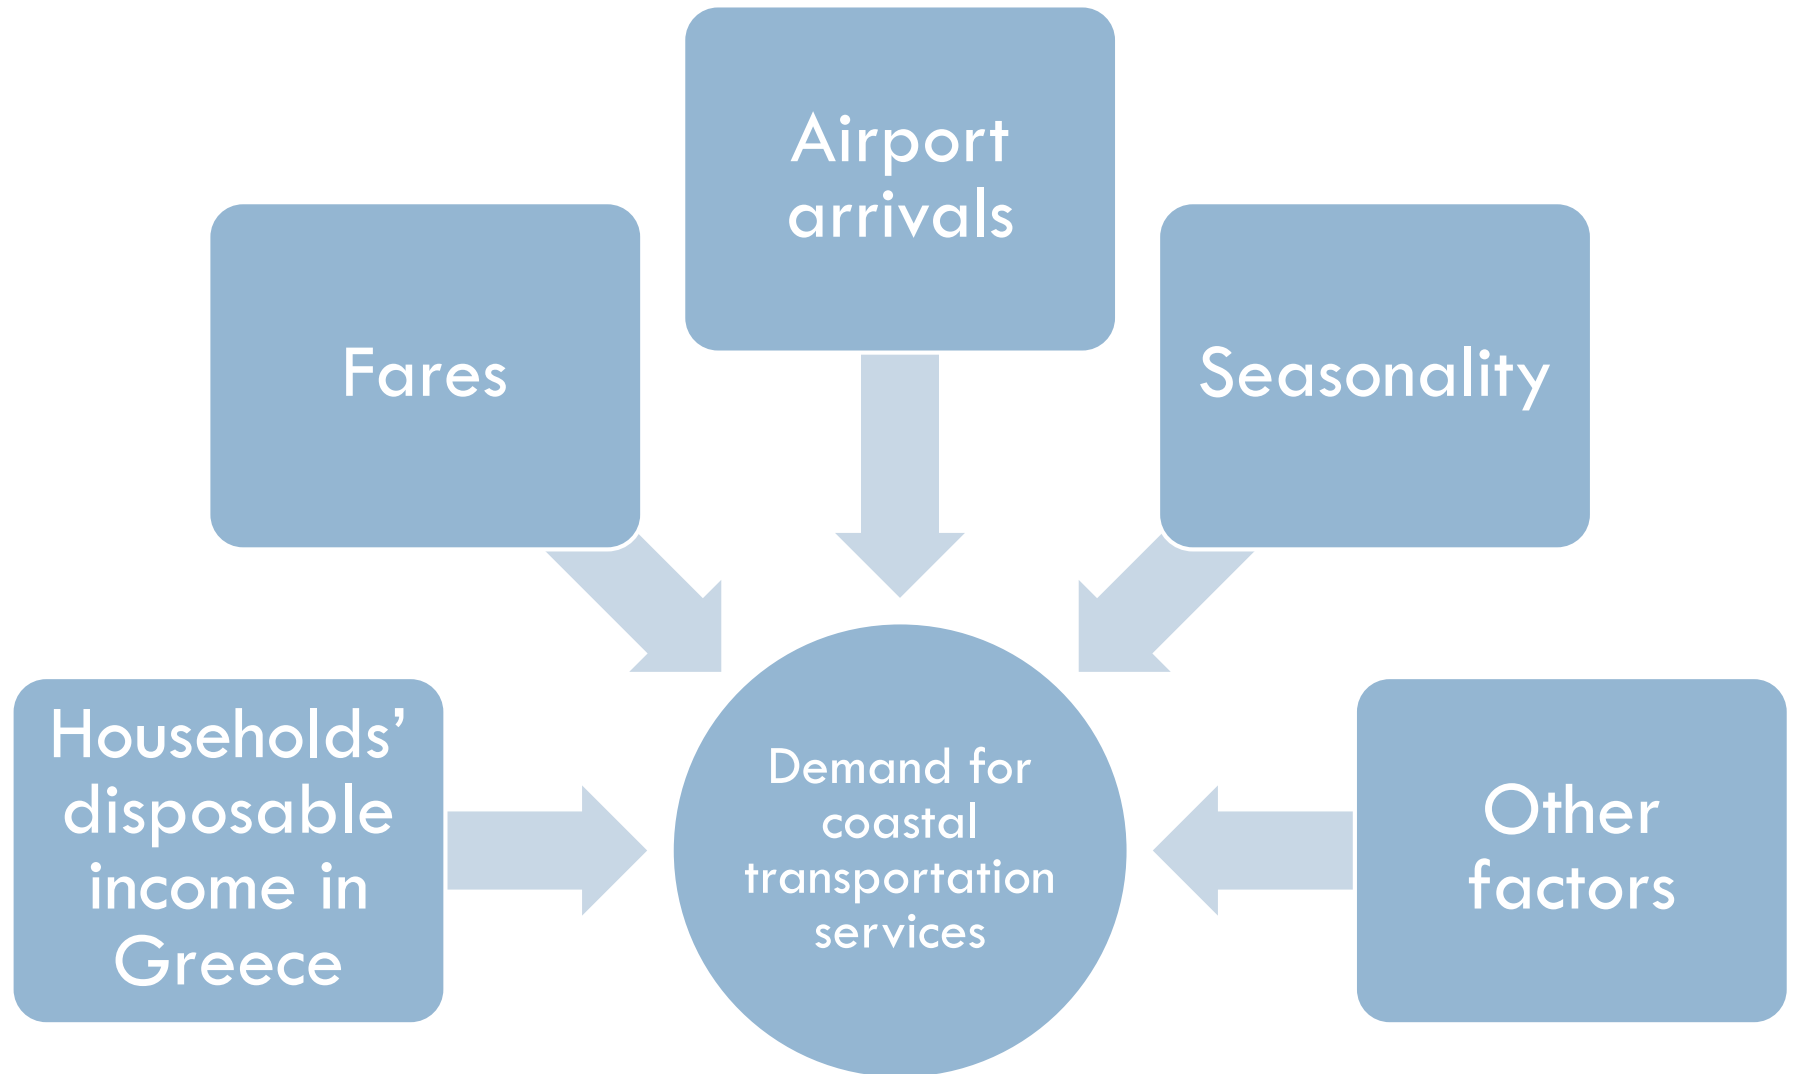 Airport
arrivals
Fares
Seasonality
Households’
disposable
income in
Greece
Demand for
coastal
transportation
services
Other
factors